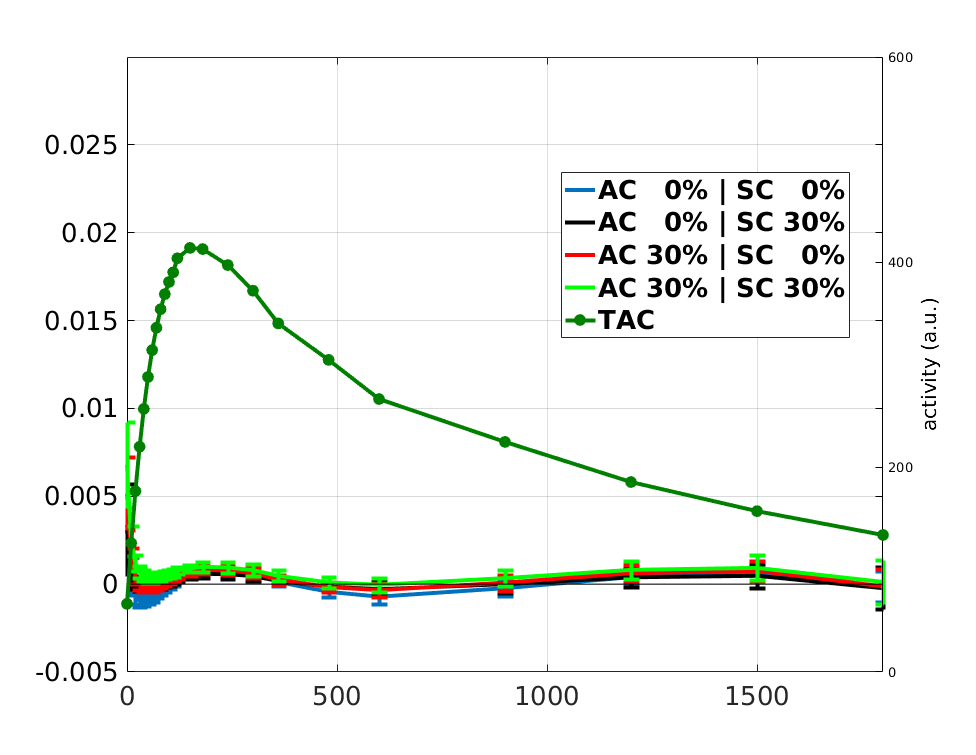 600
0.025
AC 0% | SC 0%
0.02
AC 0% | SC 30%
AC 30% | SC 0%
400
AC 30% | SC 30%
0.015
TAC
activity (a.u.)
0.01
200
0.005
0
-0.005
0
0 500 1000 1500